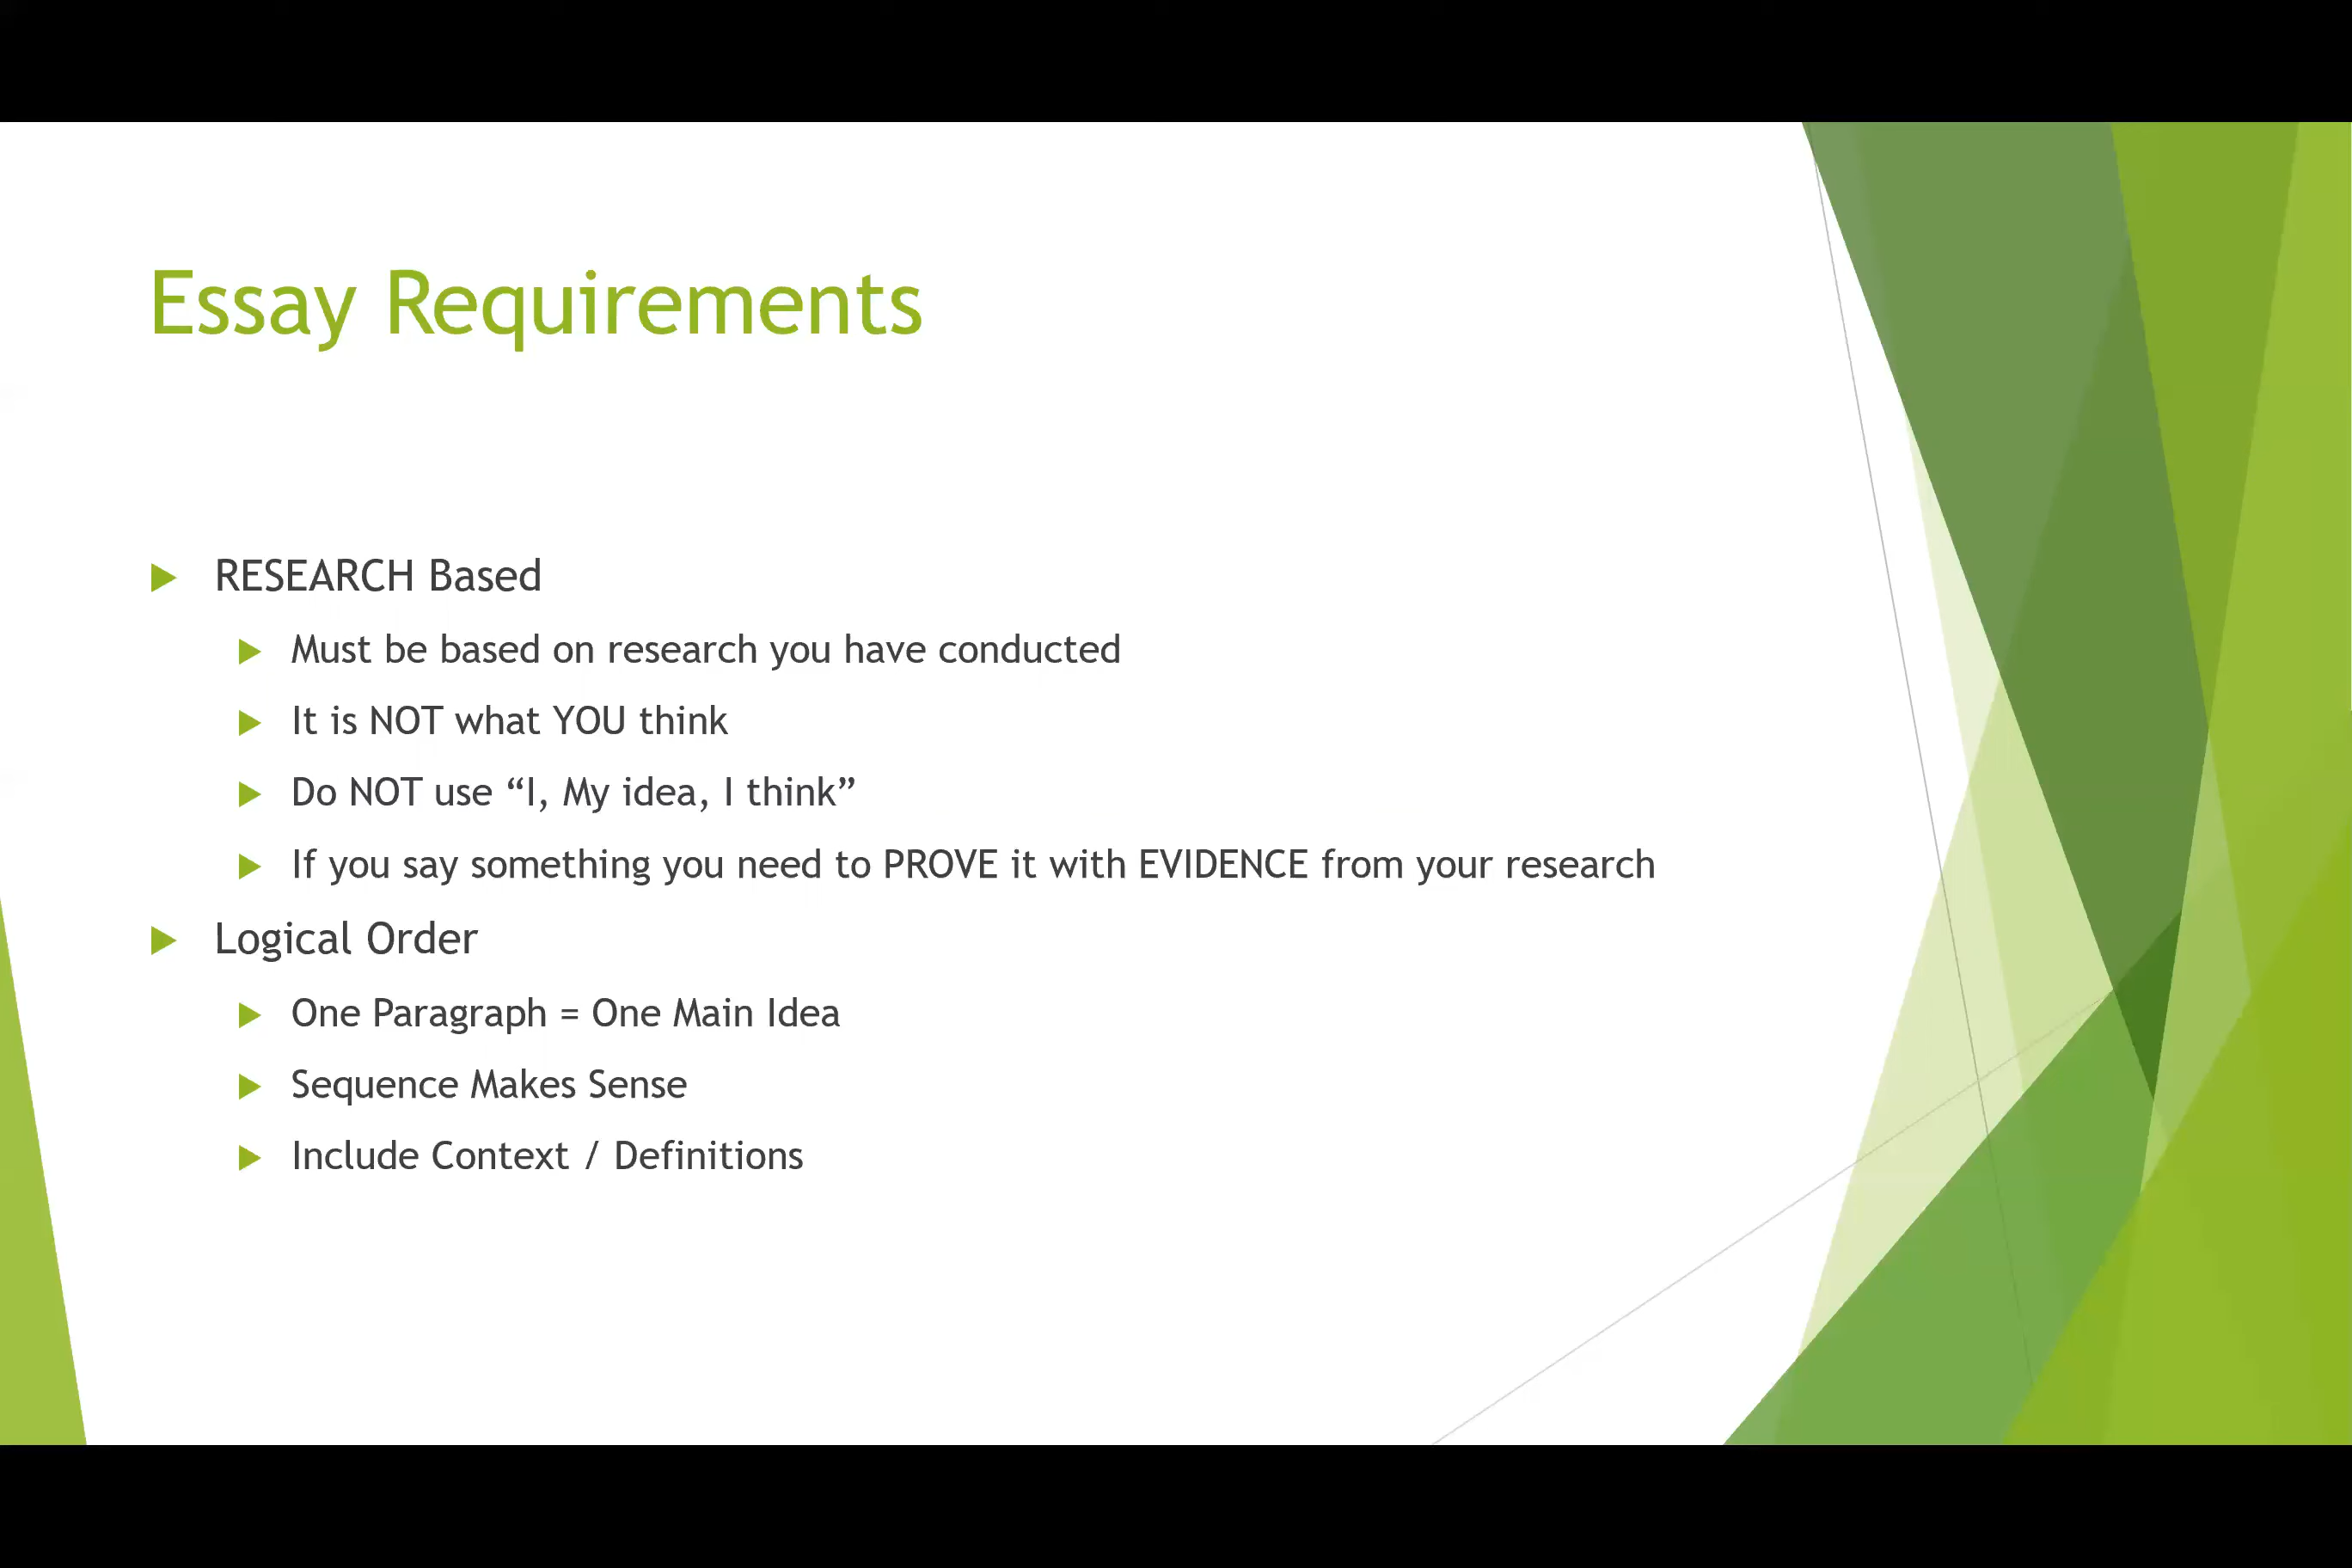 Essay Requirements
RESEARCH Based
Must be based on research you have conducted
It is NOT what YOU think
Do NOT use “I, My idea, I think”
If you say something you need to PROVE it with EVIDENCE from your research
Logical Order
One Paragraph = One Main Idea
Sequence Makes Sense
Include Context / Definitions